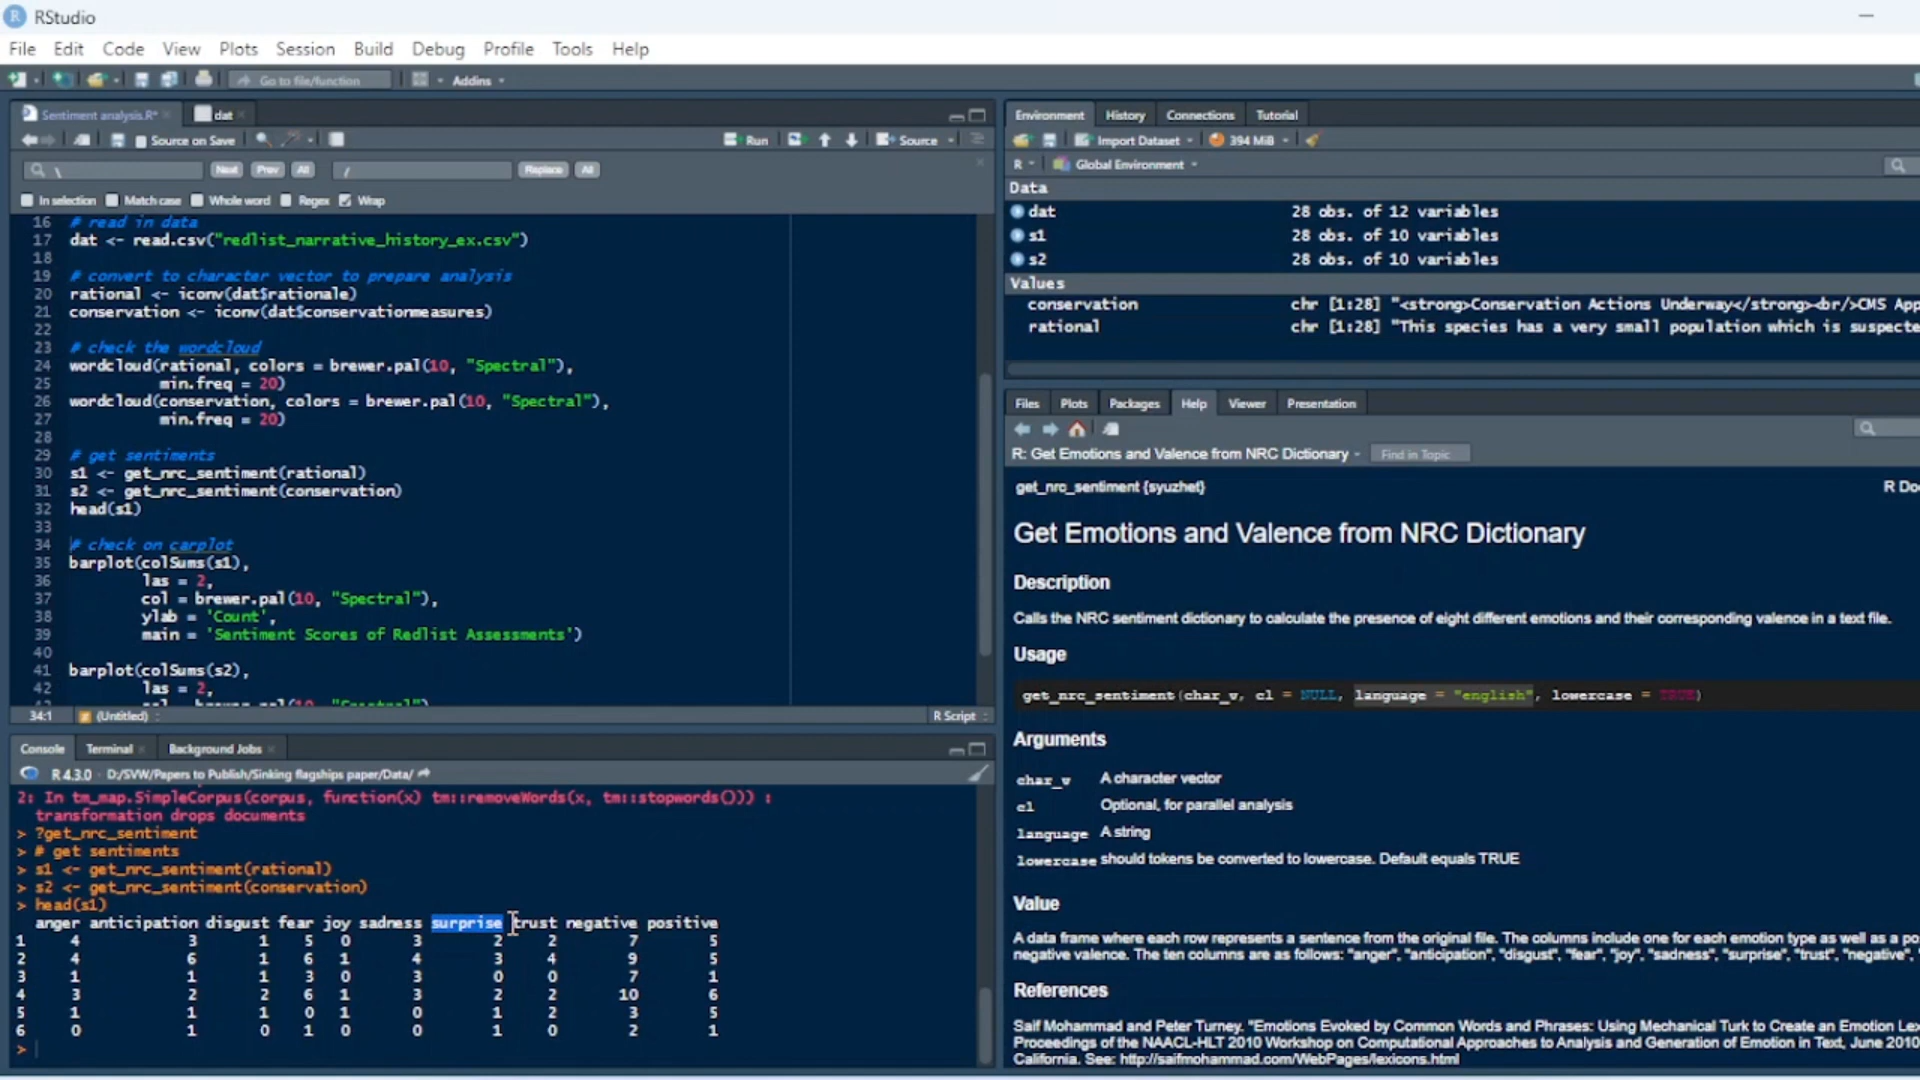 RStudio
File Edit Code View Plots Session Build Debug Profile Tools Help
Go to file/function Addins
Sentiment analysis.R* dat
Source on Save Run Source
\ Next Prev All / Replace All
In selection Match case Whole word Regex Wrap
16 # read in data
17 dat <- read.csv("redlist_narrative_history_ex.csv")
18
19 # convert to character vector to prepare analysis
20 rational <- iconv(dat$rationale)
21 conservation <- iconv(dat$conservationmeasures)
22
23 # check the wordcloud
24 wordcloud(rational, colors = brewer.pal(10, "Spectral"),
25 min.freq = 20)
26 wordcloud(conservation, colors = brewer.pal(10, "Spectral"),
27 min.freq = 20)
28
29 # get sentiments
30 s1 <- get_nrc_sentiment(rational)
31 s2 <- get_nrc_sentiment(conservation)
32 head(s1)
33
34 # check on carplot
35 barplot(colSums(s1),
36 las = 2,
37 col = brewer.pal(10, "Spectral"),
38 ylab = 'Count',
39 main = 'Sentiment Scores of Redlist Assessments')
40
41 barplot(colSums(s2),
42 las = 2,
34:1 (Untitled) R Script
Console Terminal Background Jobs
R 4.3.0 · D:/SVW/Papers to Publish/Sinking flagships paper/Data/
2: In tm_map.SimpleCorpus(corpus, function(x) tm::removeWords(x, tm::stopwords())) :
transformation drops documents
> ?get_nrc_sentiment
> # get sentiments
> s1 <- get_nrc_sentiment(rational)
> s2 <- get_nrc_sentiment(conservation)
> head(s1)
anger anticipation disgust fear joy sadness surprise trust negative positive
1 4 3 1 5 0 3 2 2 7 5
2 4 6 1 6 1 4 3 4 9 5
3 1 1 1 3 0 3 0 0 7 1
4 3 2 2 6 1 3 2 2 10 6
5 1 1 1 0 1 0 1 2 3 5
6 0 1 0 1 0 0 1 0 2 1
>
Environment History Connections Tutorial
Import Dataset 394 MiB
R Global Environment
Data
dat 28 obs. of 12 variables
s1 28 obs. of 10 variables
s2 28 obs. of 10 variables
Values
conservation chr [1:28] "<strong>Conservation Actions Underway</strong><br/>CMS App
rational chr [1:28] "This species has a very small population which is suspecte
Files Plots Packages Help Viewer Presentation
R: Get Emotions and Valence from NRC Dictionary Find in Topic
get_nrc_sentiment {syuzhet} R Do
Get Emotions and Valence from NRC Dictionary
Description
Calls the NRC sentiment dictionary to calculate the presence of eight different emotions and their corresponding valence in a text file.
Usage
get_nrc_sentiment(char_v, cl = NULL, language = "english", lowercase = TRUE)
Arguments
char_v A character vector
cl Optional, for parallel analysis
language A string
lowercase should tokens be converted to lowercase. Default equals TRUE
Value
A data frame where each row represents a sentence from the original file. The columns include one for each emotion type as well as a po
negative valence. The ten columns are as follows: "anger", "anticipation", "disgust", "fear", "joy", "sadness", "surprise", "trust", "negative",
References
Saif Mohammad and Peter Turney. "Emotions Evoked by Common Words and Phrases: Using Mechanical Turk to Create an Emotion Lex
Proceedings of the NAACL-HLT 2010 Workshop on Computational Approaches to Analysis and Generation of Emotion in Text, June 2010
California. See: http://saifmohammad.com/WebPages/lexicons.html